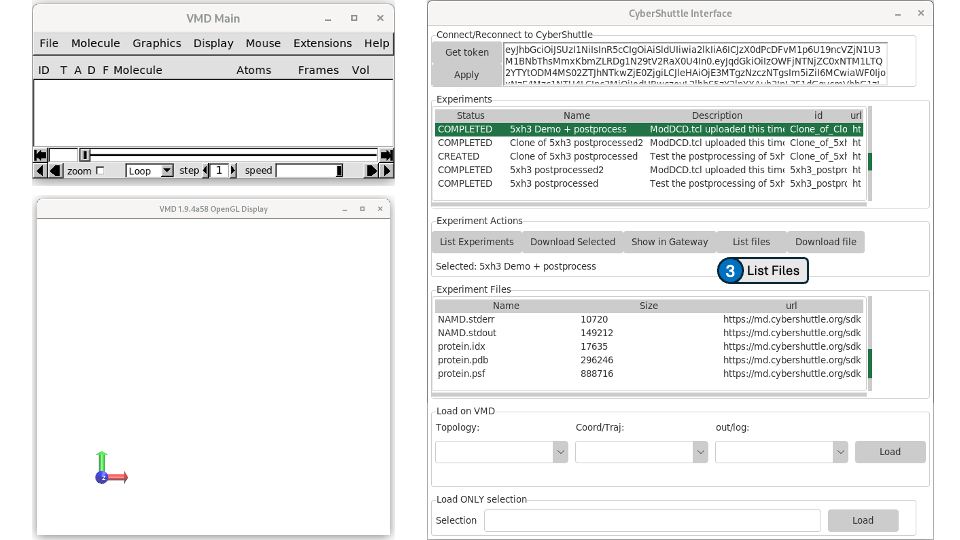 VMD Main
File Molecule Graphics Display Mouse Extensions Help
ID T A D F Molecule Atoms Frames Vol
zoom Loop step 1 speed
VMD 1.9.4a58 OpenGL Display
CyberShuttle Interface
Connect/Reconnect to CyberShuttle
Get token
Apply
Experiments
Status Name Description id url
COMPLETED 5xh3 Demo + postprocess ModDCD.tcl uploaded this time Clone_of_Clo ht
COMPLETED Clone of 5xh3 postprocessed2 ModDCD.tcl uploaded this time Clone_of_5xh ht
CREATED Clone of 5xh3 postprocessed Test the postprocessing of 5xh Clone_of_5xh ht
COMPLETED 5xh3 postprocessed2 ModDCD.tcl uploaded this time 5xh3_postpro ht
COMPLETED 5xh3 postprocessed Test the postprocessing of 5xh 5xh3_postpro ht
Experiment Actions
List Experiments Download Selected Show in Gateway List files Download file
Selected: 5xh3 Demo + postprocess
3 List Files
Experiment Files
Name Size url
NAMD.stderr 10720 https://md.cybershuttle.org/sdk
NAMD.stdout 149212 https://md.cybershuttle.org/sdk
protein.idx 17635 https://md.cybershuttle.org/sdk
protein.pdb 296246 https://md.cybershuttle.org/sdk
protein.psf 888716 https://md.cybershuttle.org/sdk
Load on VMD
Topology: Coord/Traj: out/log:
Load
Load ONLY selection
Selection Load